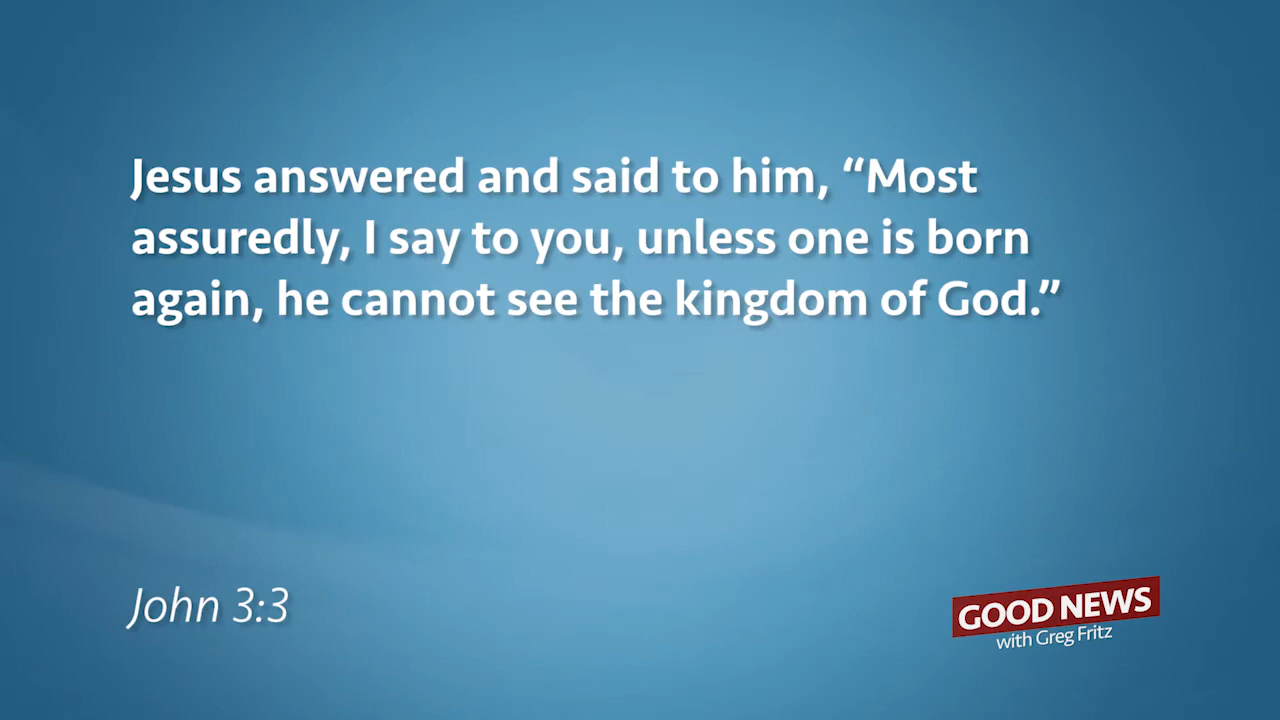 Jesus answered and said to him, “Most
assuredly, I say to you, unless one is born
again, he cannot see the kingdom of God.”
John 3:3
GOOD NEWS
with Greg Fritz